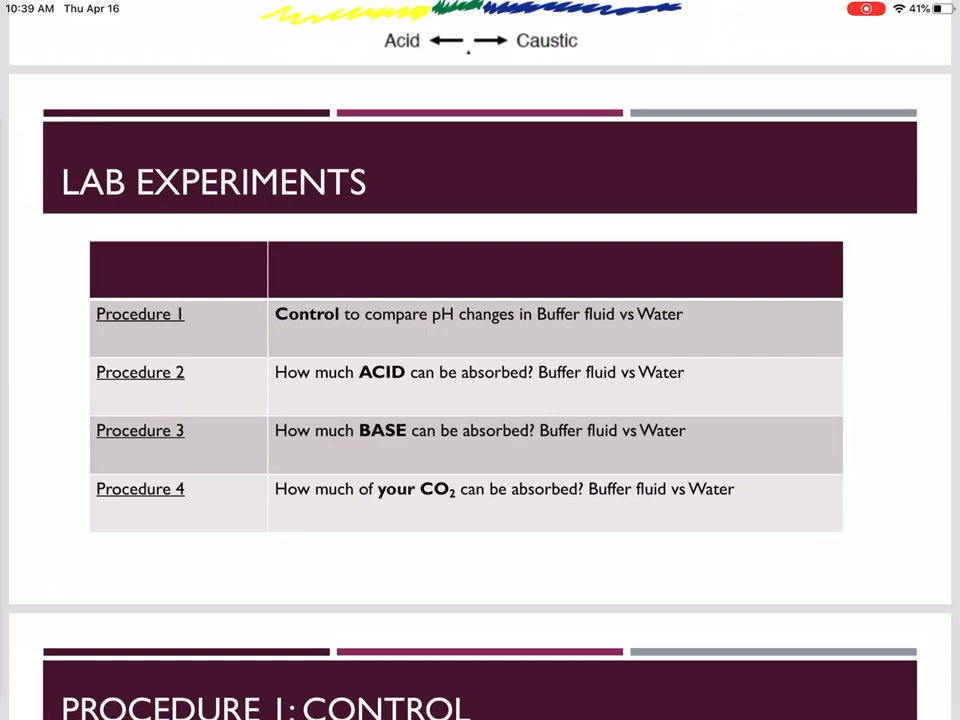 10:39 AM Thu Apr 16
41%
Acid Caustic
LAB EXPERIMENTS
Procedure 1 Control to compare pH changes in Buffer fluid vs Water
Procedure 2 How much ACID can be absorbed? Buffer fluid vs Water
Procedure 3 How much BASE can be absorbed? Buffer fluid vs Water
Procedure 4 How much of your CO₂ can be absorbed? Buffer fluid vs Water
PROCEDURE 1: CONTROL